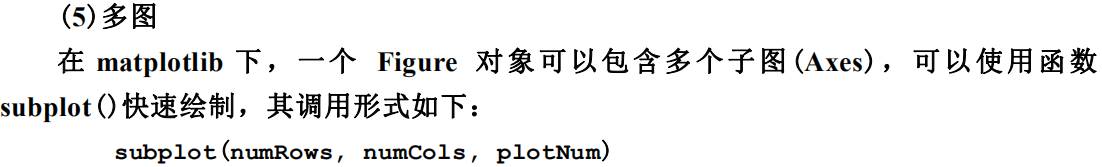 (5)多图
在 matplotlib 下，一个 Figure 对象可以包含多个子图(Axes)，可以使用函数
subplot()快速绘制，其调用形式如下：
subplot(numRows, numCols, plotNum)